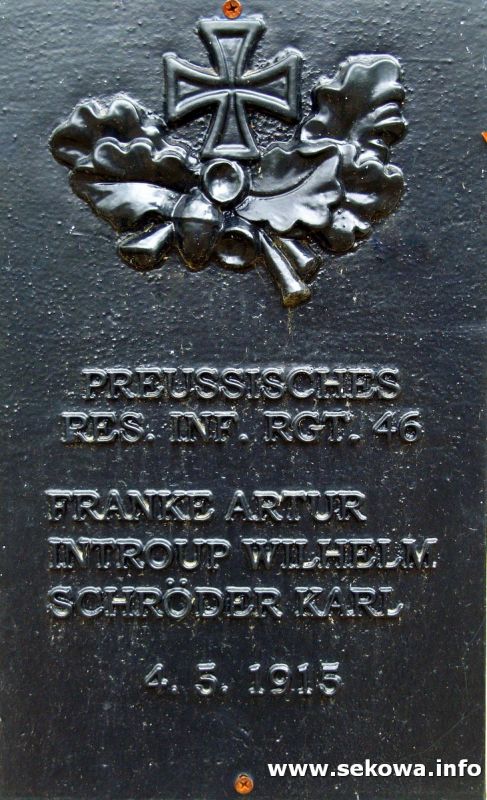 PREUSSISCHES
RES. INF. RGT. 46
FRANKE ARTUR
INTROUP WILHELM
SCHRÖDER KARL
4. 5. 1915
www.sekowa.info